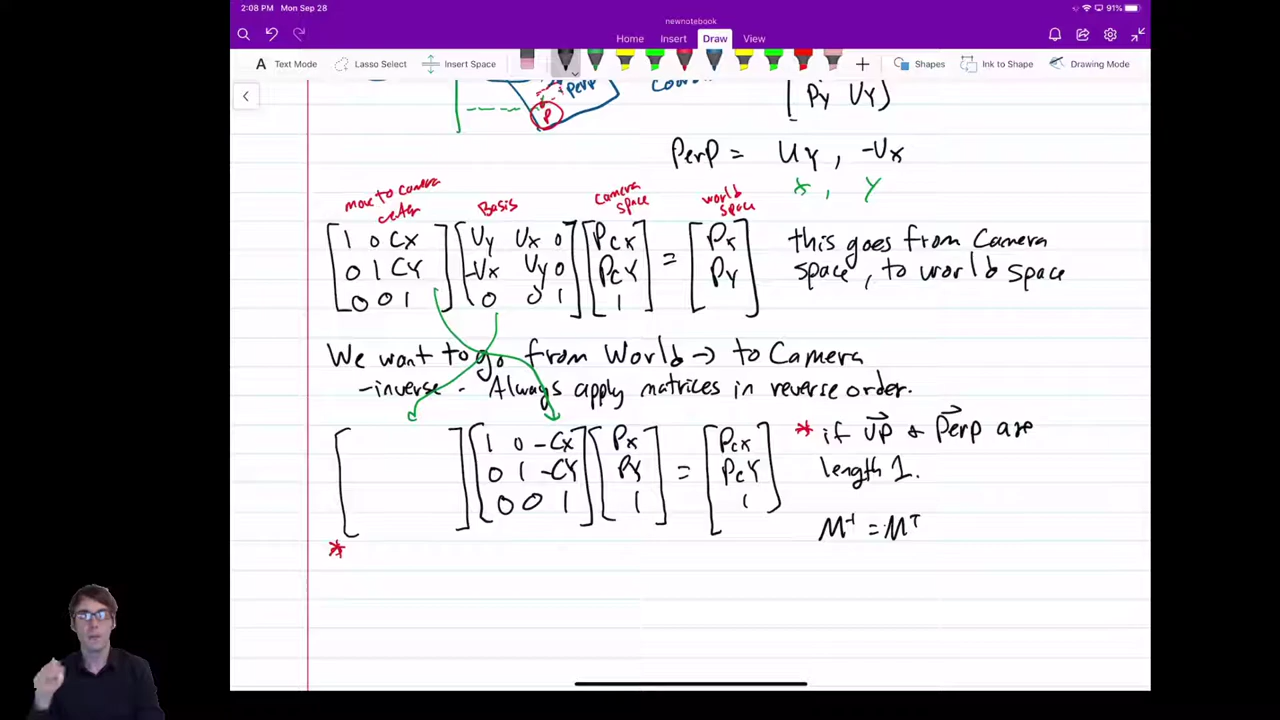 2:08 PM Mon Sep 28
91%
newnotebook
Home Insert Draw View
Text Mode Lasso Select Insert Space Shapes Ink to Shape Drawing Mode
Perp
P
PY UY
Perp = UY, -UX
x, y
move to camera center
Basis
camera space
world space
1 0 CX UY UX 0 PCX = PX
0 1 CY -UX UY 0 PCY PY
0 0 1 0 0 1 1
this goes from Camera
space, to world space
We want to go from World → to Camera
- inverse - Always apply matrices in reverse order.
1 0 -CX PX = PCX
0 1 -CY PY PCY
0 0 1 1 1
*
* if UP & Perp are
length 1.
M⁻¹ = Mᵀ